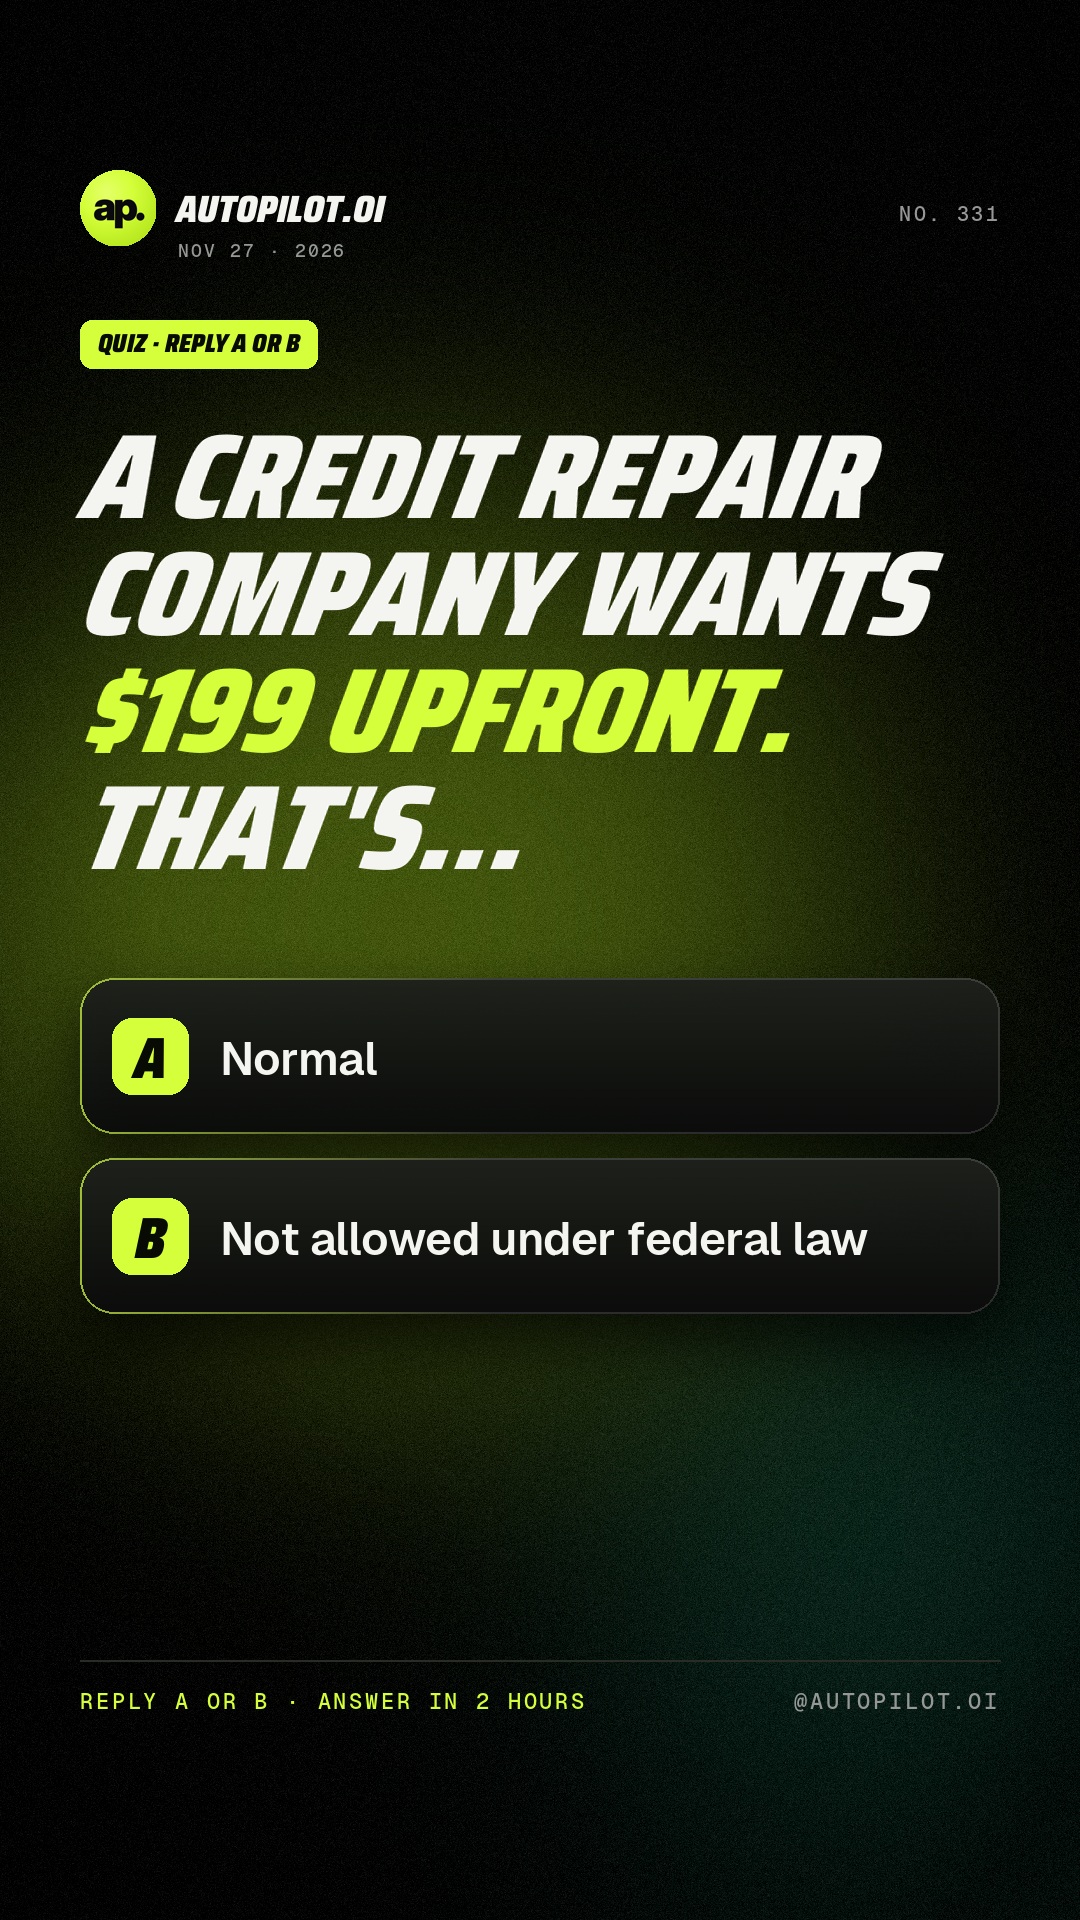 ap.
AUTOPILOT.OI
NO. 331
NOV 27 · 2026
QUIZ · REPLY A OR B
A CREDIT REPAIR
COMPANY WANTS
$199 UPFRONT.
THAT'S...
A Normal
B Not allowed under federal law
REPLY A OR B · ANSWER IN 2 HOURS
@AUTOPILOT.OI